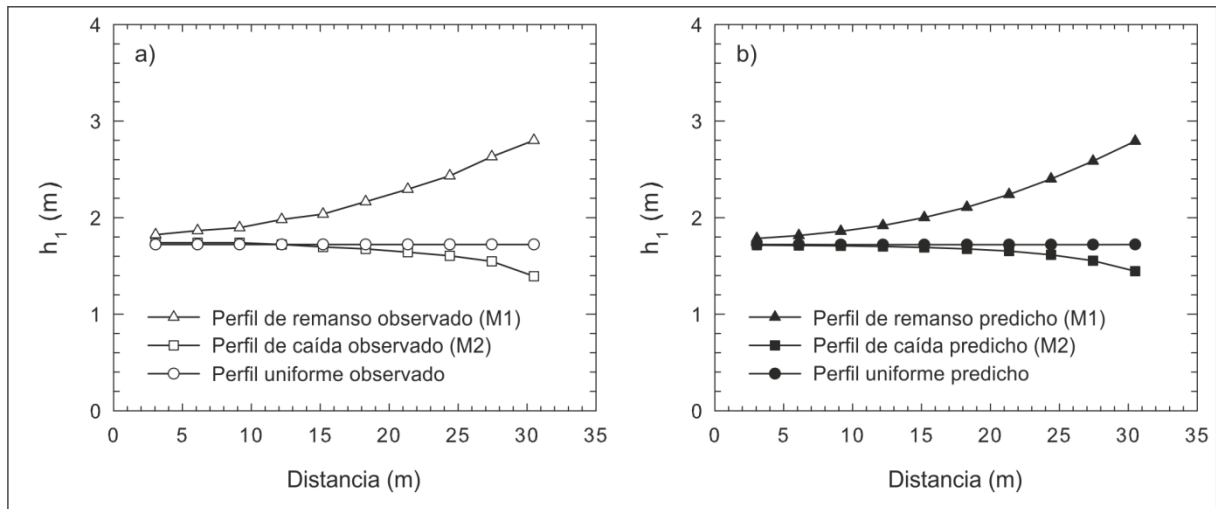 a)
4
3
2
1
0
h₁ (m)
Perfil de remanso observado (M1)
Perfil de caída observado (M2)
Perfil uniforme observado
0 5 10 15 20 25 30 35
Distancia (m)
b)
4
3
2
1
0
h₁ (m)
Perfil de remanso predicho (M1)
Perfil de caída predicho (M2)
Perfil uniforme predicho
0 5 10 15 20 25 30 35
Distancia (m)